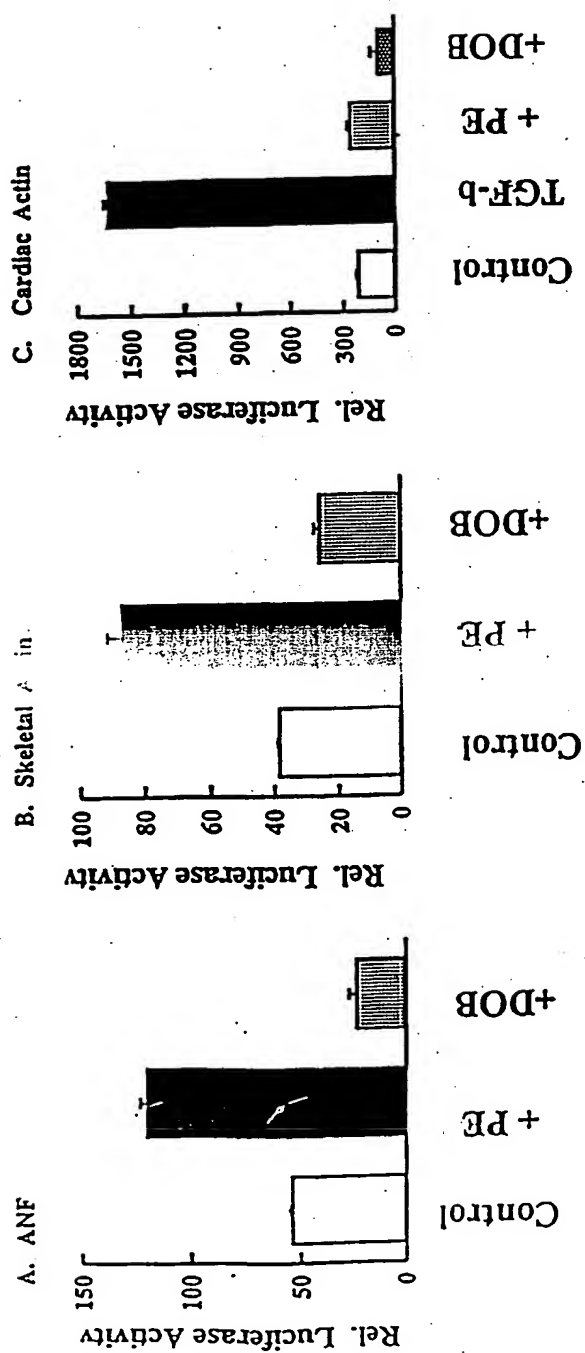 A. ANF
Rel. Luciferase Activity
150
100
50
0
Control
+ PE
+DOB
B. Skeletal A in.
Rel. Luciferase Activity
100
80
60
40
20
0
Control
+ PE
+DOB
C. Cardiac Actin
Rel. Luciferase Activity
1800
1500
1200
900
600
300
0
Control
TGF-b
+ PE
+DOB